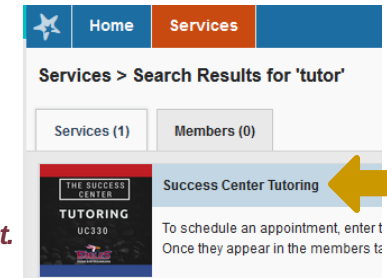 Home Services
Services > Search Results for 'tutor'
Services (1) Members (0)
THE SUCCESS
CENTER
TUTORING
UC330
EAGLES
Success Center Tutoring
To schedule an appointment, enter t
Once they appear in the members ta
t.